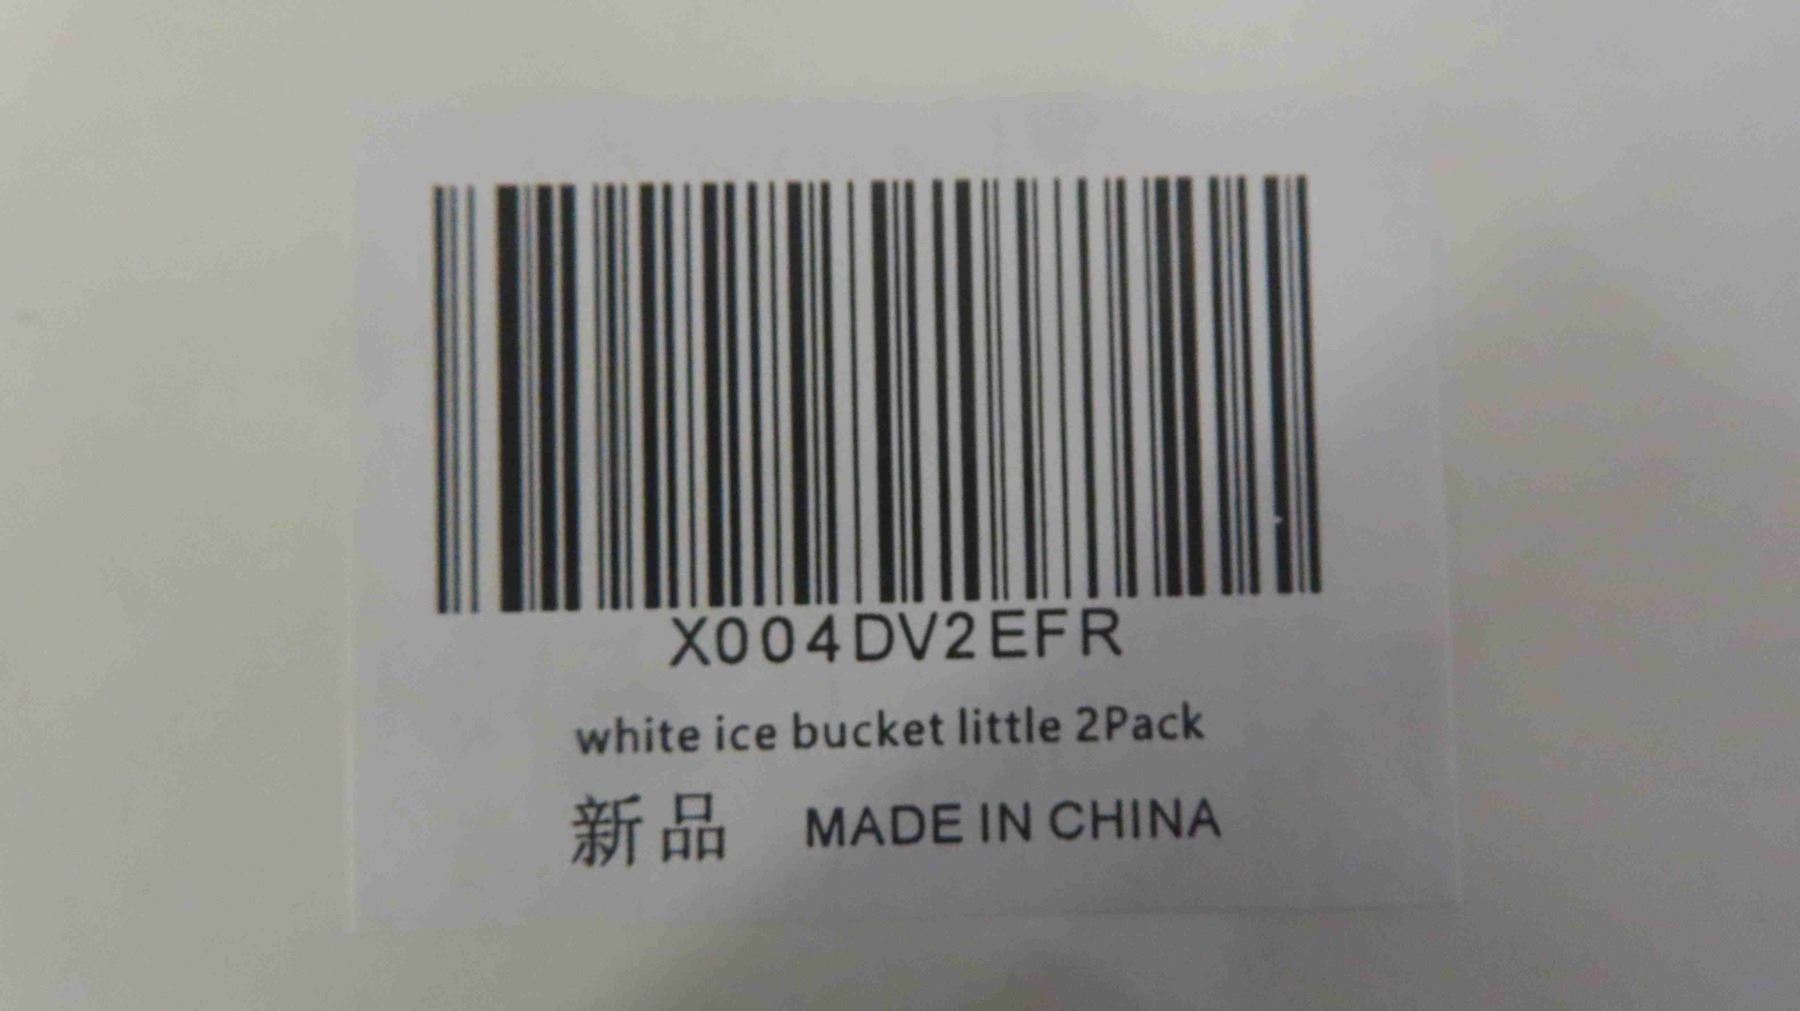 X004DV2EFR
white ice bucket little 2Pack
新品 MADE IN CHINA